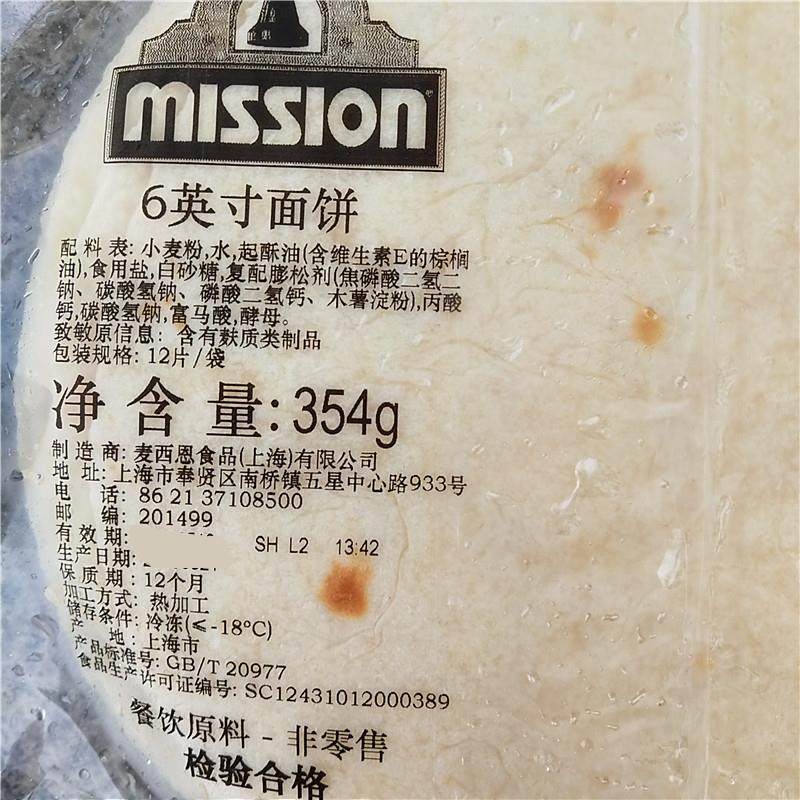 MISSION
6英寸面饼
配料表: 小麦粉,水,起酥油(含维生素E的棕榈
油),食用盐,白砂糖,复配膨松剂(焦磷酸二氢二
钠、碳酸氢钠、磷酸二氢钙、木薯淀粉),丙酸
钙,碳酸氢钠,富马酸,酵母。
致敏原信息: 含有麸质类制品
包装规格: 12片/袋
净含量: 354g
制造商: 麦西恩食品(上海)有限公司
地址: 上海市奉贤区南桥镇五星中心路933号
电话: 86 21 37108500
邮编: 201499
有效期: SH L2 13:42
生产日期:
保质期: 12个月
加工方式: 热加工
储存条件: 冷冻(≤-18°C)
产地: 上海市
产品标准号: GB/T 20977
食品生产许可证编号: SC12431012000389
餐饮原料 - 非零售
检验合格